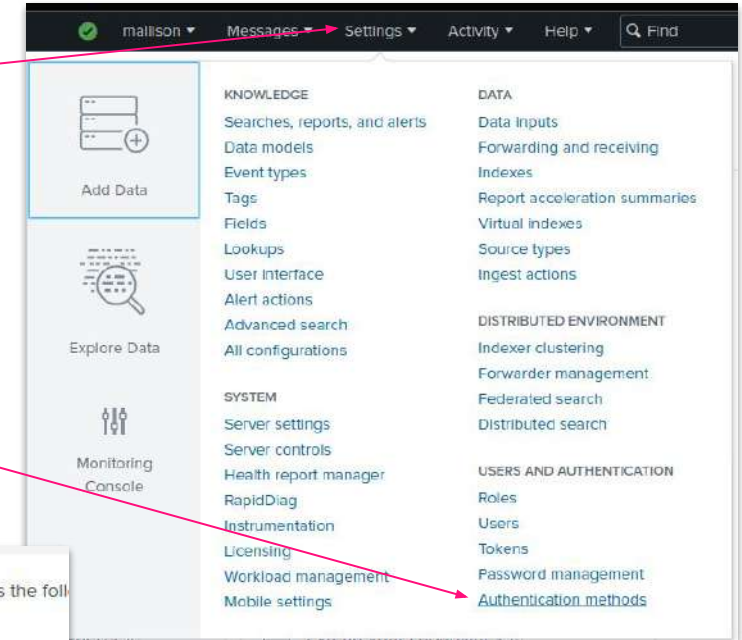 mallison Messages Settings Activity Help Find
Add Data
Explore Data
Monitoring
Console
KNOWLEDGE
Searches, reports, and alerts
Data models
Event types
Tags
Fields
Lookups
User interface
Alert actions
Advanced search
All configurations
SYSTEM
Server settings
Server controls
Health report manager
RapidDiag
Instrumentation
Licensing
Workload management
Mobile settings
DATA
Data inputs
Forwarding and receiving
Indexes
Report acceleration summaries
Virtual indexes
Source types
Ingest actions
DISTRIBUTED ENVIRONMENT
Indexer clustering
Forwarder management
Federated search
Distributed search
USERS AND AUTHENTICATION
Roles
Users
Tokens
Password management
Authentication methods
s the foll